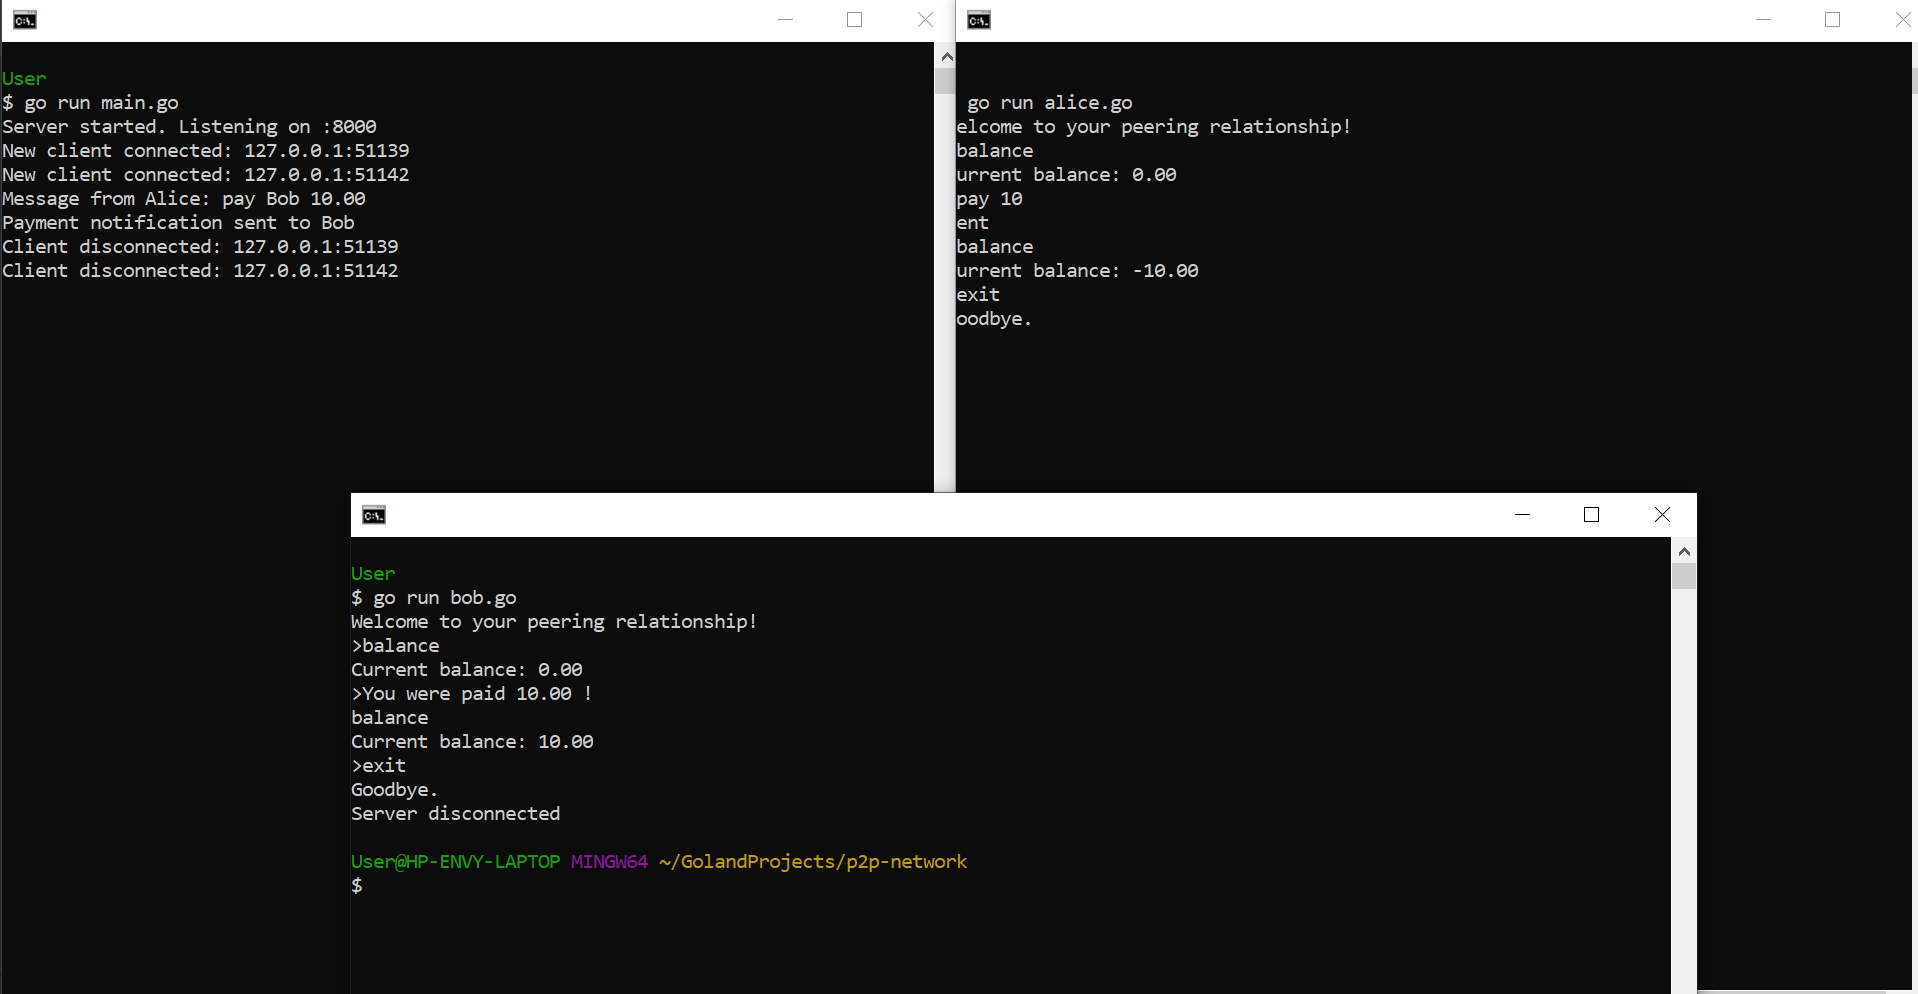 User
$ go run main.go
Server started. Listening on :8000
New client connected: 127.0.0.1:51139
New client connected: 127.0.0.1:51142
Message from Alice: pay Bob 10.00
Payment notification sent to Bob
Client disconnected: 127.0.0.1:51139
Client disconnected: 127.0.0.1:51142
go run alice.go
elcome to your peering relationship!
balance
urrent balance: 0.00
pay 10
ent
balance
urrent balance: -10.00
exit
oodbye.
User
$ go run bob.go
Welcome to your peering relationship!
>balance
Current balance: 0.00
>You were paid 10.00 !
balance
Current balance: 10.00
>exit
Goodbye.
Server disconnected
User@HP-ENVY-LAPTOP MINGW64 ~/GolandProjects/p2p-network
$